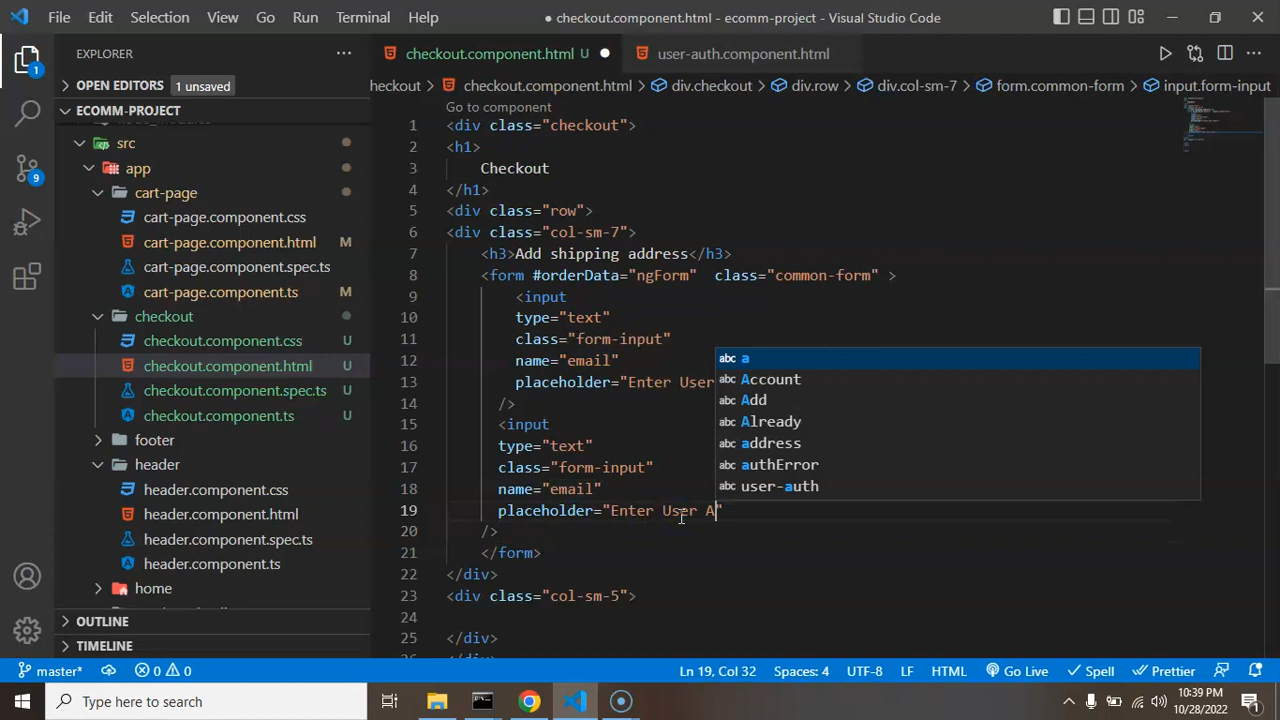 File Edit Selection View Go Run Terminal Help
● checkout.component.html - ecomm-project - Visual Studio Code
EXPLORER
checkout.component.html U ●
user-auth.component.html
OPEN EDITORS 1 unsaved
heckout > checkout.component.html > div.checkout > div.row > div.col-sm-7 > form.common-form > input.form-input
ECOMM-PROJECT
src
app
cart-page
cart-page.component.css
cart-page.component.html M
cart-page.component.spec.ts
cart-page.component.ts M
checkout
checkout.component.css U
checkout.component.html U
checkout.component.spec.ts U
checkout.component.ts U
footer
header
header.component.css
header.component.html
header.component.spec.ts
header.component.ts
home
OUTLINE
TIMELINE
1
9
Go to component
1 <div class="checkout">
2 <h1>
3 Checkout
4 </h1>
5 <div class="row">
6 <div class="col-sm-7">
7 <h3>Add shipping address</h3>
8 <form #orderData="ngForm" class="common-form" >
9 <input
10 type="text"
11 class="form-input"
12 name="email"
13 placeholder="Enter User
14 />
15 <input
16 type="text"
17 class="form-input"
18 name="email"
19 placeholder="Enter User A"
20 />
21 </form>
22 </div>
23 <div class="col-sm-5">
24
25 </div>
abc a
abc Account
abc Add
abc Already
abc address
abc authError
abc user-auth
master* 0 0 Ln 19, Col 32 Spaces: 4 UTF-8 LF HTML Go Live Spell Prettier
Type here to search
10:39 PM
10/28/2022
1